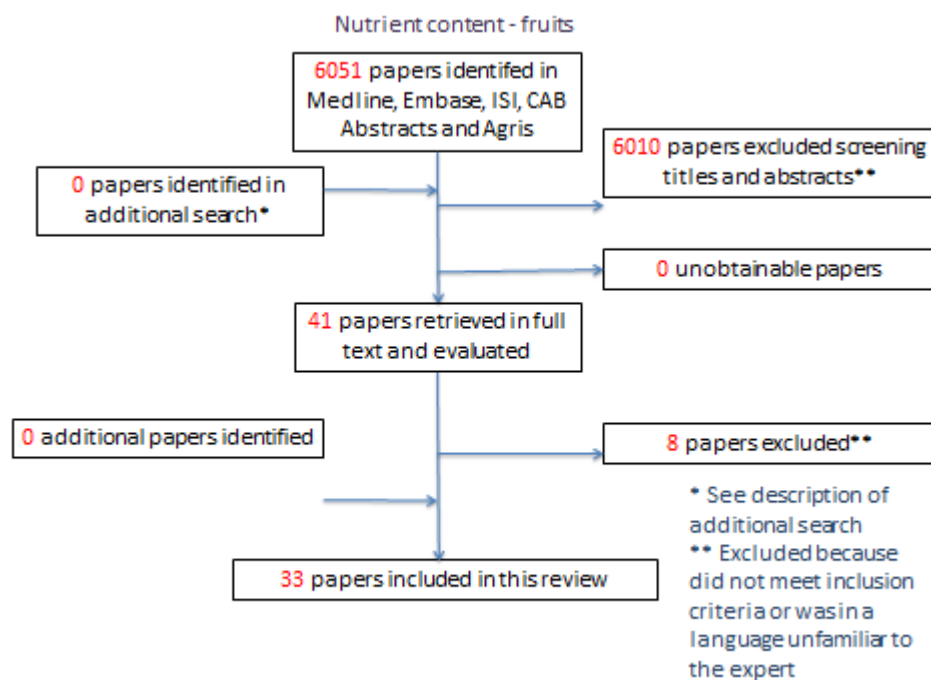 Nutrient content - fruits
6051 papers identifed in
Medline, Embase, ISI, CAB
Abstracts and Agris
6010 papers excluded screening
titles and abstracts**
0 papers identified in
additional search*
0 unobtainable papers
41 papers retrieved in full
text and evaluated
0 additional papers identified
8 papers excluded**
* See description of
additional search
** Excluded because
did not meet inclusion
criteria or was in a
language unfamiliar to
the expert
33 papers included in this review